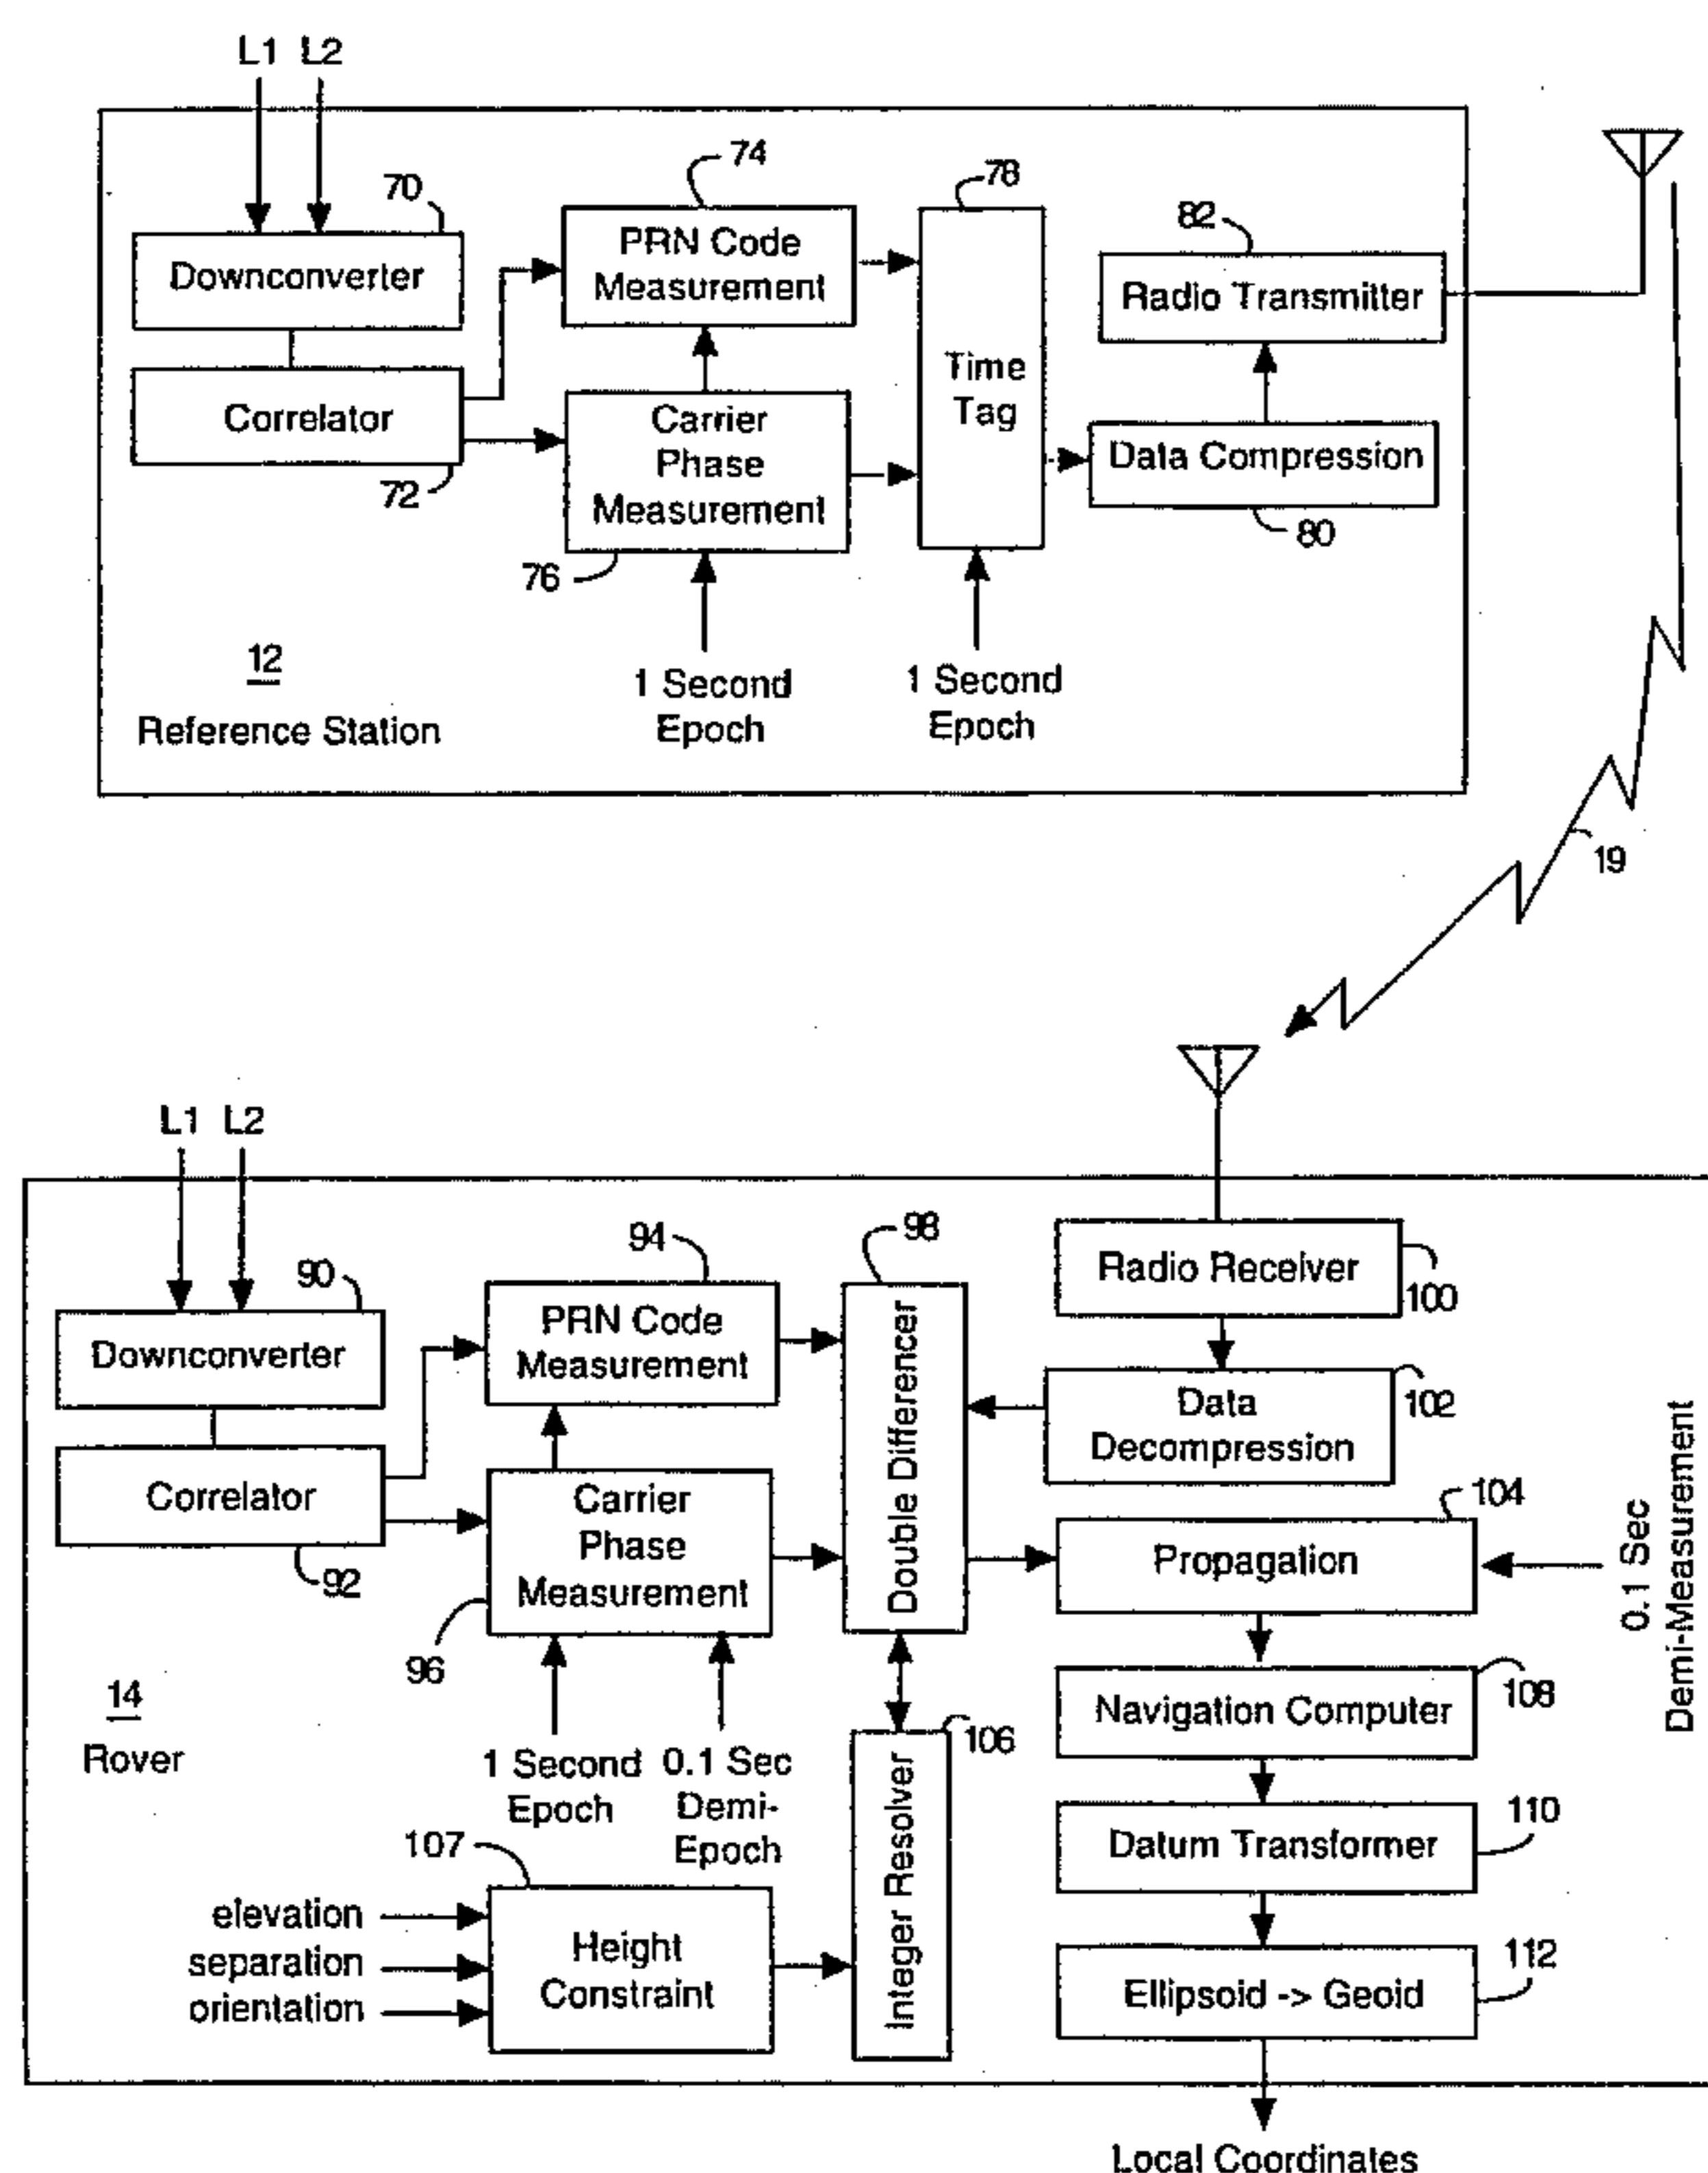 L1 L2
70
Downconverter
Correlator
72
74
PRN Code
Measurement
Carrier
Phase
Measurement
76
78
Time
Tag
82
Radio Transmitter
Data Compression
80
1 Second
Epoch
1 Second
Epoch
12
Reference Station
19
L1 L2
90
Downconverter
Correlator
92
94
PRN Code
Measurement
Carrier
Phase
Measurement
96
98
Double Differencer
Radio Receiver
100
Data
Decompression
102
104
Propagation
0.1 Sec
Demi-Measurement
Navigation Computer
108
14
Rover
1 Second
Epoch
0.1 Sec
Demi-
Epoch
106
Integer Resolver
107
elevation
separation
orientation
Height
Constraint
Datum Transformer
110
Ellipsoid -> Geoid
112
Local Coordinates